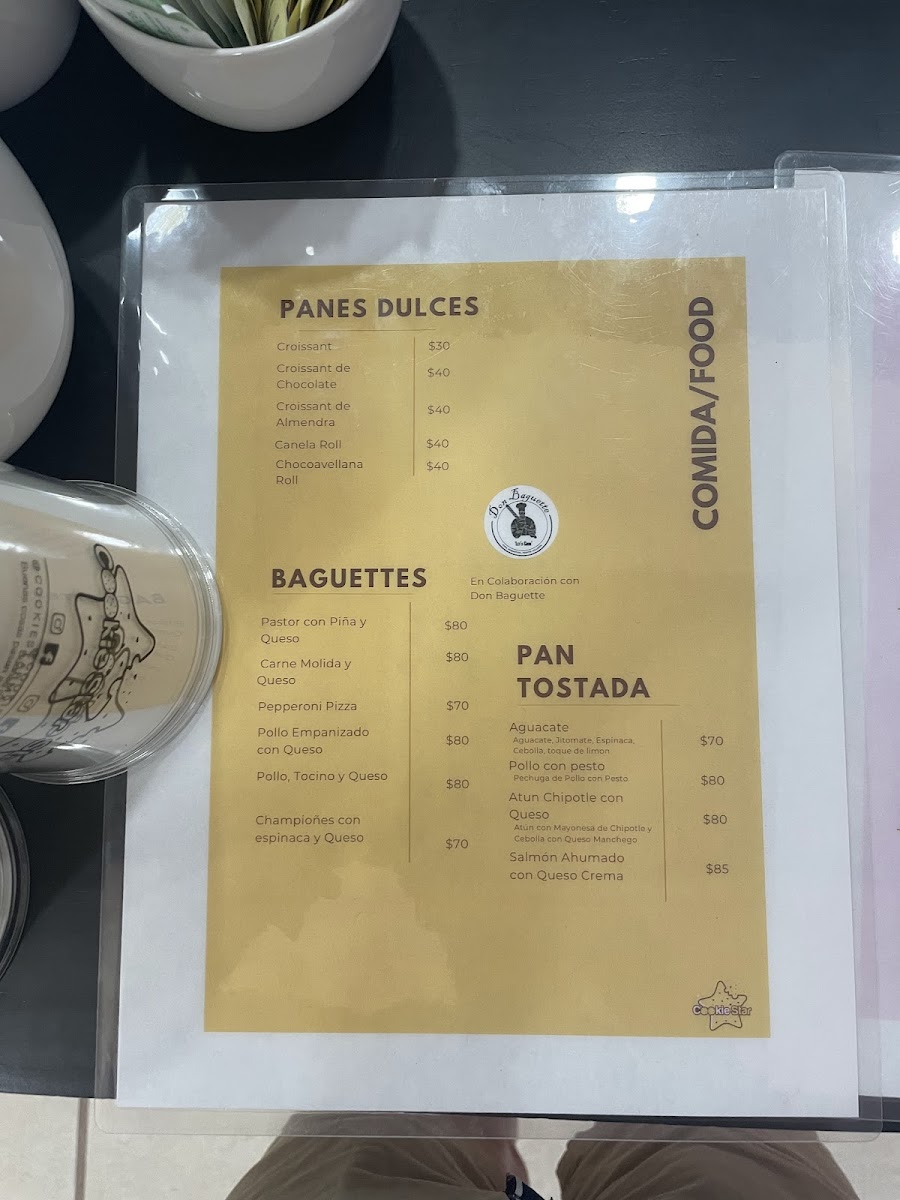 PANES DULCES
Croissant $30
Croissant de
Chocolate $40
Croissant de
Almendra $40
Canela Roll $40
Chocoavellana
Roll $40
COMIDA/FOOD
Don Baguette
En Colaboración con
Don Baguette
BAGUETTES
Pastor con Piña y
Queso $80
Carne Molida y
Queso $80
Pepperoni Pizza $70
Pollo Empanizado
con Queso $80
Pollo, Tocino y Queso $80
Champioñes con
espinaca y Queso $70
PAN
TOSTADA
Aguacate
Aguacate, Jitomate, Espinaca,
Cebolla, toque de limon $70
Pollo con pesto
Pechuga de Pollo con Pesto $80
Atun Chipotle con
Queso $80
Atún con Mayonesa de Chipotle y
Cebolla con Queso Manchego
Salmón Ahumado
con Queso Crema $85
CookieStar